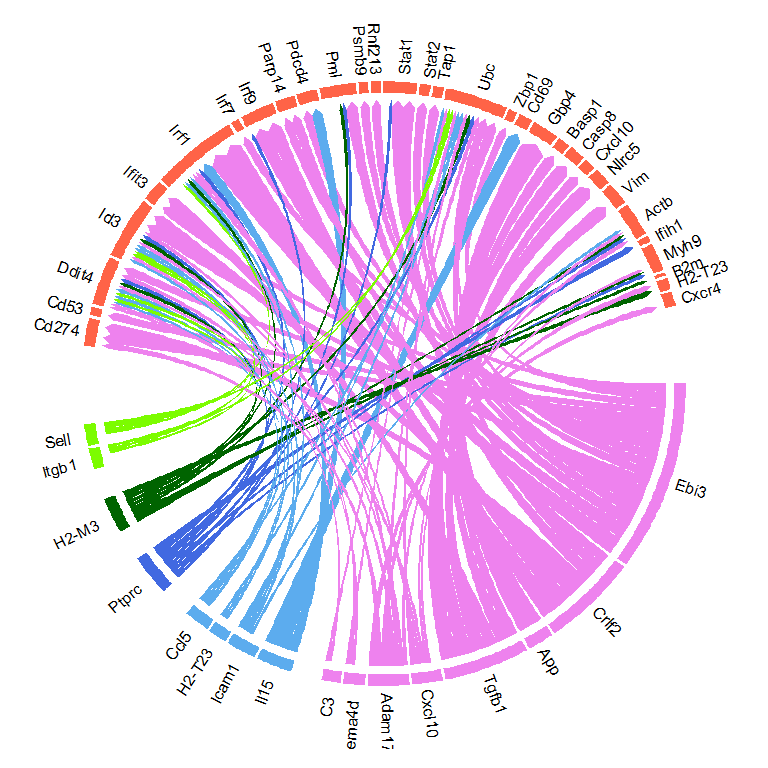 Cd274
Cd53
Ddit4
Id3
Ifit3
Irf1
Irf7
Irf9
Parp14
Pdcd4
Pml
Psmb9
Rnf213
Stat1
Stat2
Tap1
Ubc
Zbp1
Cd69
Gbp4
Basp1
Casp8
Cxcl10
Nlrc5
Vim
Actb
Ifih1
Myh9
B2m
H2-T23
Cxcr4
Ebi3
Crlf2
App
Tgfb1
Cxcl10
Adam17
ema4d
C3
Il15
Icam1
H2-T23
Ccl5
Ptprc
H2-M3
Itgb1
Sell